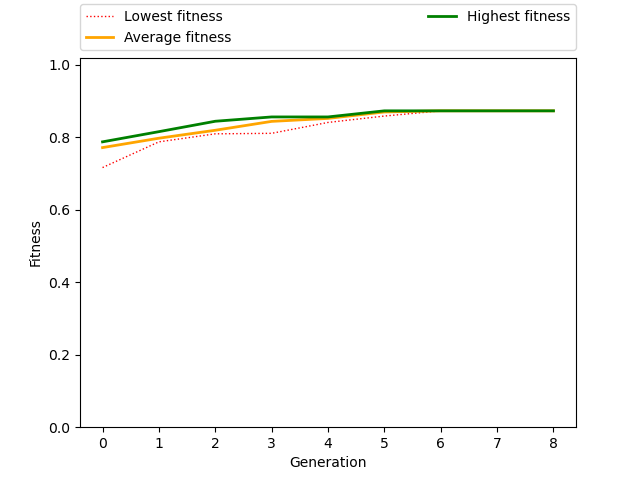 Lowest fitness
Average fitness
Highest fitness
1.0
0.8
0.6
0.4
0.2
0.0
Fitness
0 1 2 3 4 5 6 7 8
Generation